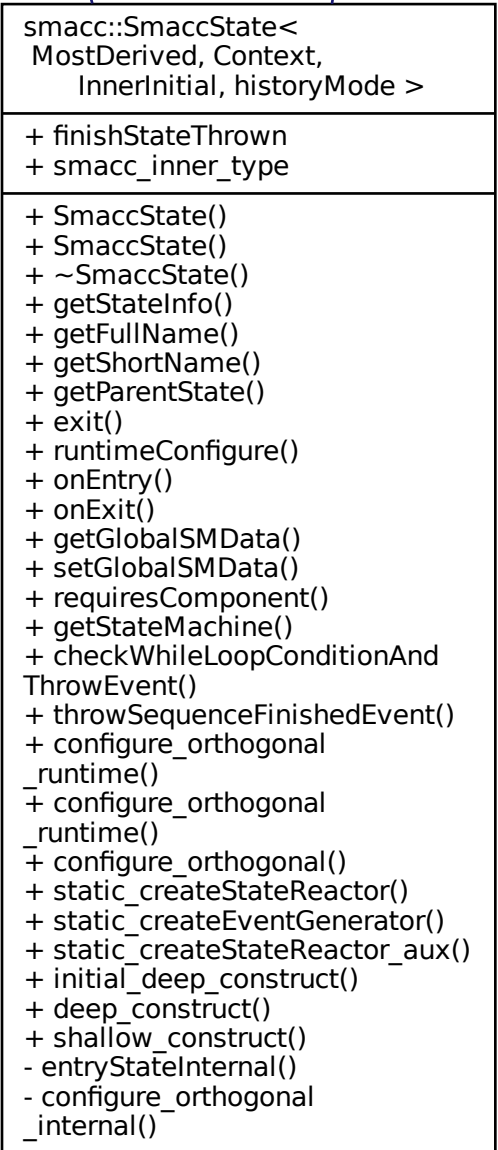 smacc::SmaccState<
MostDerived, Context,
InnerInitial, historyMode >
+ finishStateThrown
+ smacc_inner_type
+ SmaccState()
+ SmaccState()
+ ~SmaccState()
+ getStateInfo()
+ getFullName()
+ getShortName()
+ getParentState()
+ exit()
+ runtimeConfigure()
+ onEntry()
+ onExit()
+ getGlobalSMData()
+ setGlobalSMData()
+ requiresComponent()
+ getStateMachine()
+ checkWhileLoopConditionAnd
ThrowEvent()
+ throwSequenceFinishedEvent()
+ configure_orthogonal
_runtime()
+ configure_orthogonal
_runtime()
+ configure_orthogonal()
+ static_createStateReactor()
+ static_createEventGenerator()
+ static_createStateReactor_aux()
+ initial_deep_construct()
+ deep_construct()
+ shallow_construct()
- entryStateInternal()
- configure_orthogonal
_internal()